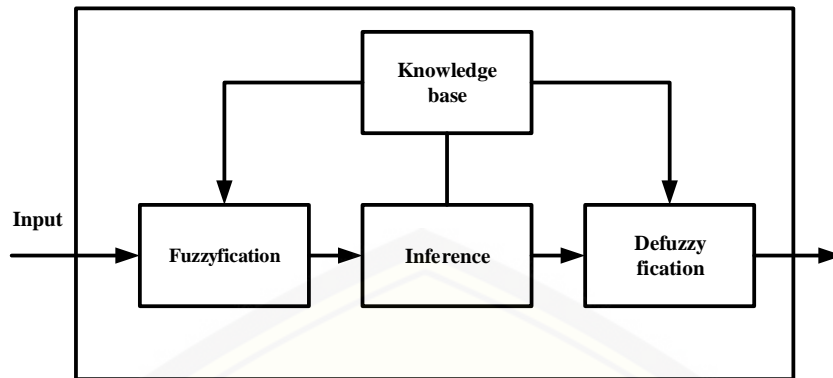 Knowledge
base
Input
Fuzzyfication
Inference
Defuzzy
fication